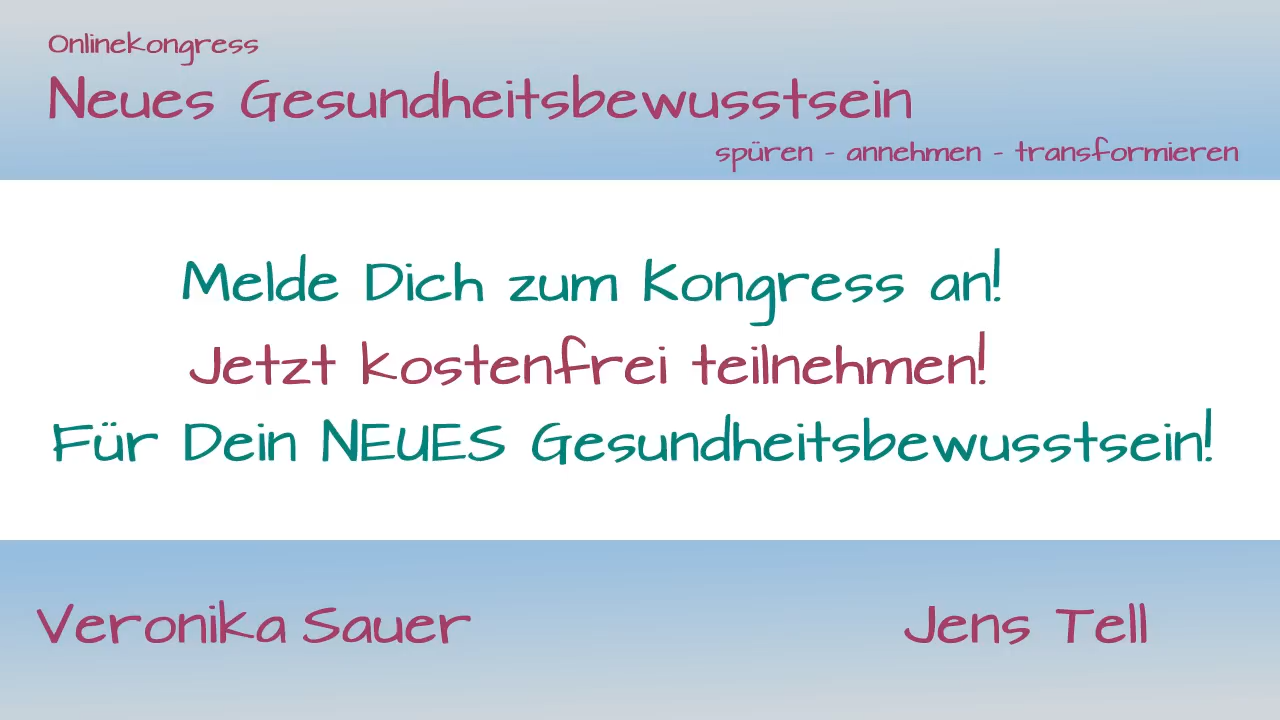 Onlinekongress
Neues Gesundheitsbewusstsein
spüren - annehmen - transformieren
Melde Dich zum Kongress an!
Jetzt kostenfrei teilnehmen!
Für Dein NEUES Gesundheitsbewusstsein!
Veronika Sauer
Jens Tell